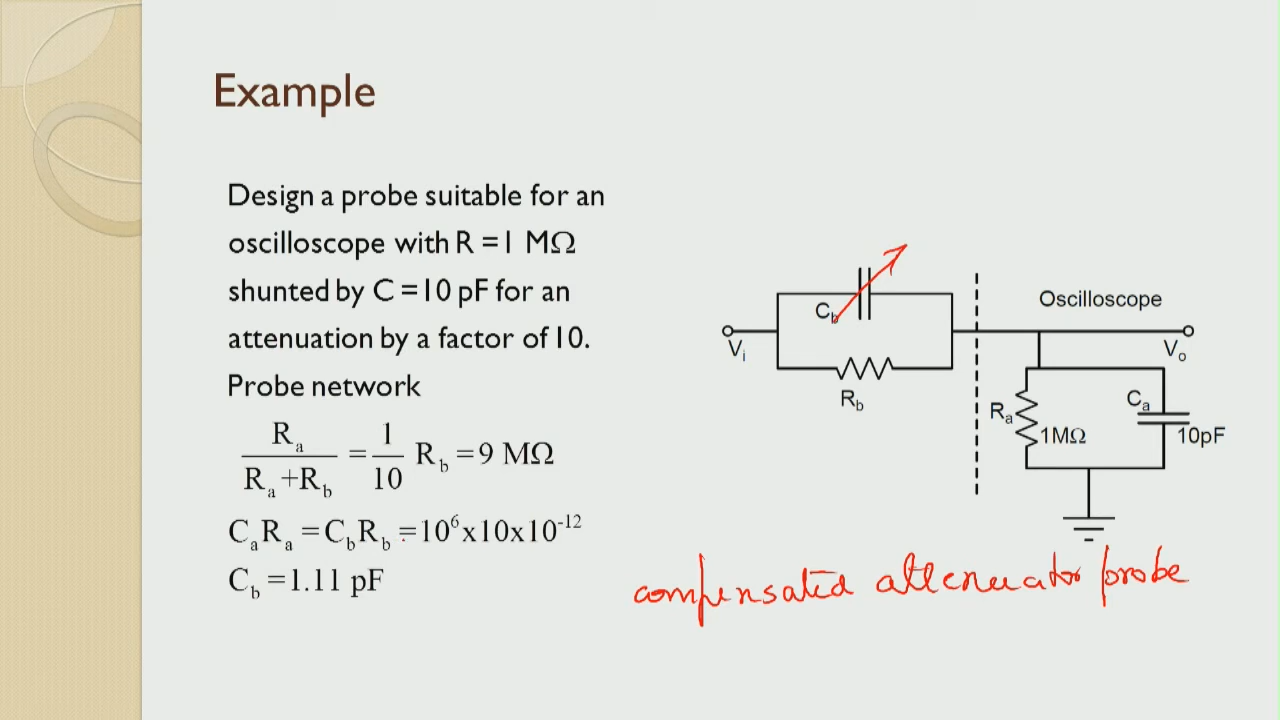 Example
Design a probe suitable for an
oscilloscope with R =1 MΩ
shunted by C =10 pF for an
attenuation by a factor of 10.
Probe network
Ra/(Ra+Rb) = 1/10 Rb =9 MΩ
CaRa =CbRb =10^6x10x10^-12
Cb =1.11 pF
Cb
Vi
Rb
Oscilloscope
Vo
Ra
1MΩ
Ca
10pF
compensated attenuator probe